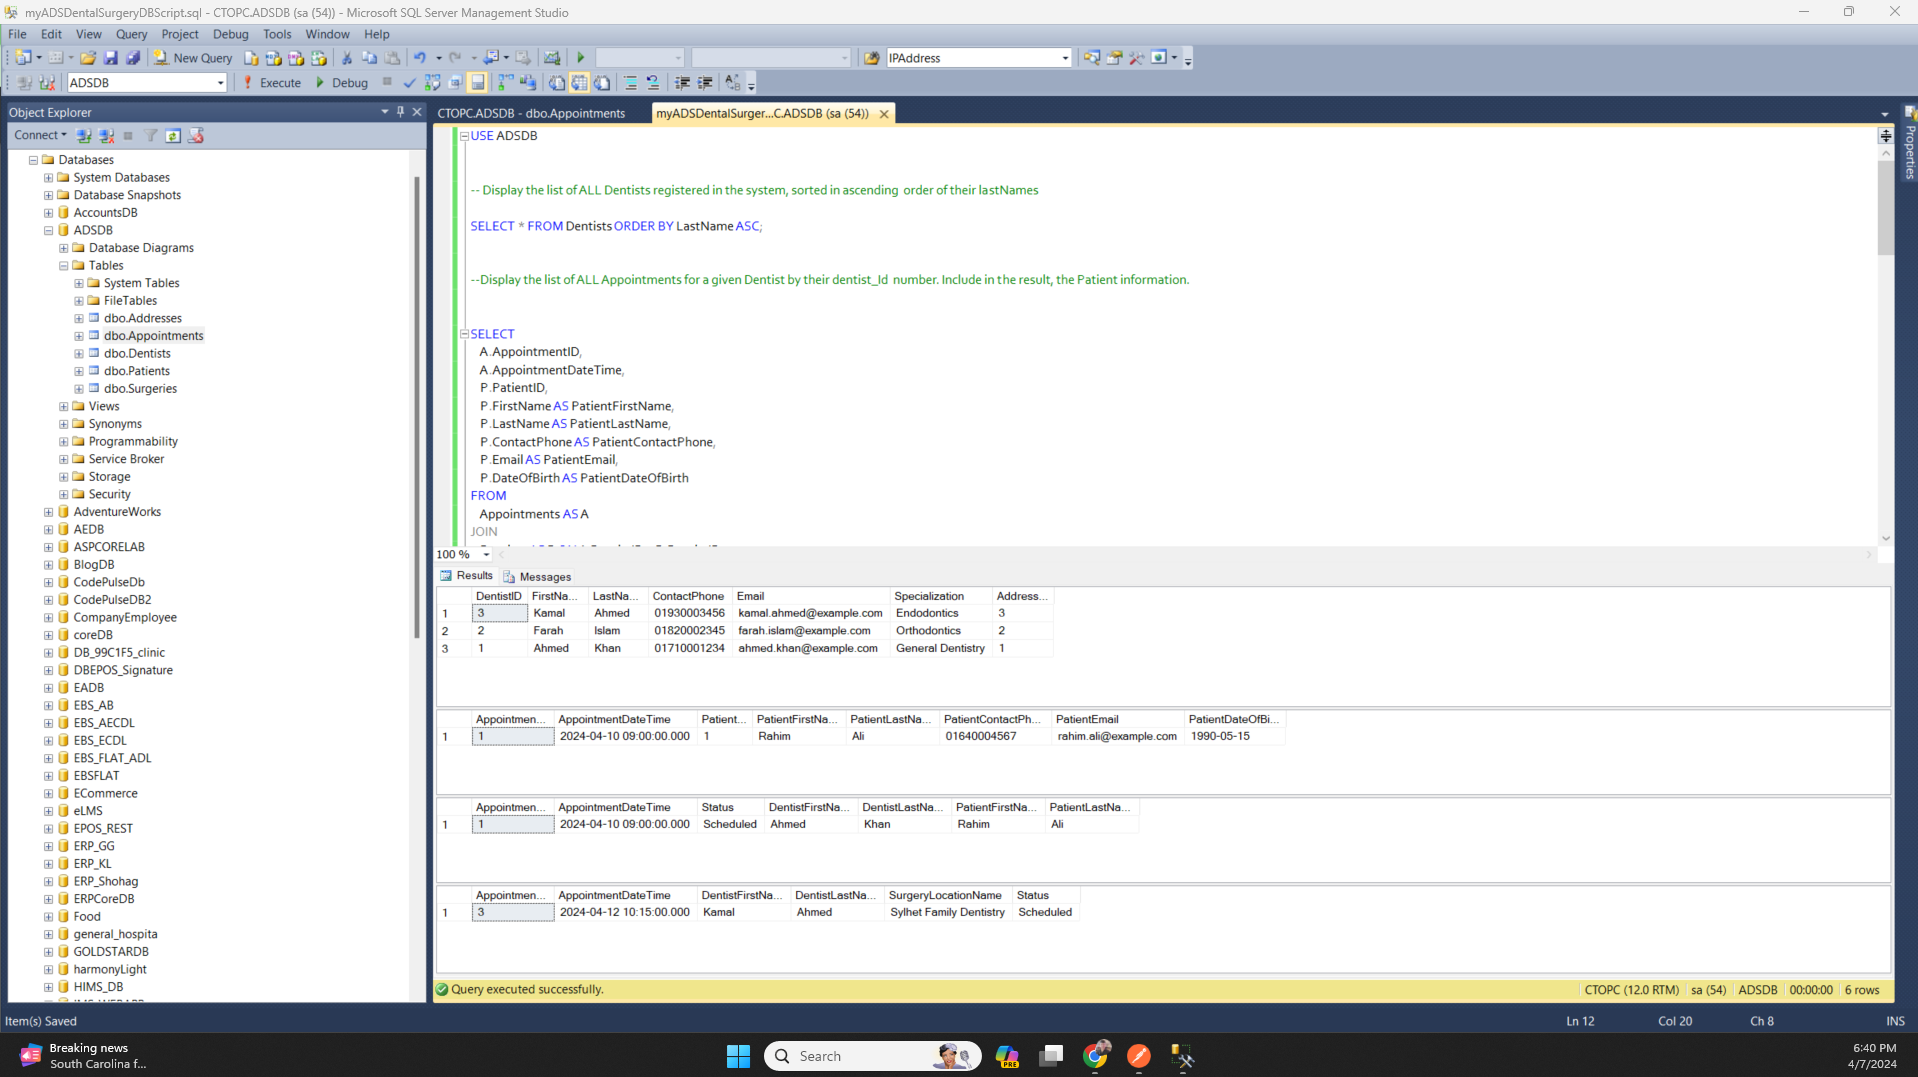 myADSDentalSurgeryDBScript.sql - CTOPC.ADSDB (sa (54)) - Microsoft SQL Server Management Studio
File Edit View Query Project Debug Tools Window Help
New Query IPAddress
ADSDB Execute Debug
Object Explorer
Connect
Databases
System Databases
Database Snapshots
AccountsDB
ADSDB
Database Diagrams
Tables
System Tables
FileTables
dbo.Addresses
dbo.Appointments
dbo.Dentists
dbo.Patients
dbo.Surgeries
Views
Synonyms
Programmability
Service Broker
Storage
Security
AdventureWorks
AEDB
ASPCORELAB
BlogDB
CodePulseDb
CodePulseDB2
CompanyEmployee
coreDB
DB_99C1F5_clinic
DBEPOS_Signature
EADB
EBS_AB
EBS_AECDL
EBS_ECDL
EBS_FLAT_ADL
EBSFLAT
ECommerce
eLMS
EPOS_REST
ERP_GG
ERP_KL
ERP_Shohag
ERPCoreDB
Food
general_hospita
GOLDSTARDB
harmonyLight
HIMS_DB
CTOPC.ADSDB - dbo.Appointments myADSDentalSurger...C.ADSDB (sa (54))
Properties
USE ADSDB
-- Display the list of ALL Dentists registered in the system, sorted in ascending order of their lastNames
SELECT * FROM Dentists ORDER BY LastName ASC;
--Display the list of ALL Appointments for a given Dentist by their dentist_Id number. Include in the result, the Patient information.
SELECT
A.AppointmentID,
A.AppointmentDateTime,
P.PatientID,
P.FirstName AS PatientFirstName,
P.LastName AS PatientLastName,
P.ContactPhone AS PatientContactPhone,
P.Email AS PatientEmail,
P.DateOfBirth AS PatientDateOfBirth
FROM
Appointments AS A
JOIN
100 %
Results Messages
DentistID FirstNa... LastNa... ContactPhone Email Specialization Address...
1 3 Kamal Ahmed 01930003456 kamal.ahmed@example.com Endodontics 3
2 2 Farah Islam 01820002345 farah.islam@example.com Orthodontics 2
3 1 Ahmed Khan 01710001234 ahmed.khan@example.com General Dentistry 1
Appointmen... AppointmentDateTime Patient... PatientFirstNa... PatientLastNa... PatientContactPh... PatientEmail PatientDateOfBi...
1 1 2024-04-10 09:00:00.000 1 Rahim Ali 01640004567 rahim.ali@example.com 1990-05-15
Appointmen... AppointmentDateTime Status DentistFirstNa... DentistLastNa... PatientFirstNa... PatientLastNa...
1 1 2024-04-10 09:00:00.000 Scheduled Ahmed Khan Rahim Ali
Appointmen... AppointmentDateTime DentistFirstNa... DentistLastNa... SurgeryLocationName Status
1 3 2024-04-12 10:15:00.000 Kamal Ahmed Sylhet Family Dentistry Scheduled
Query executed successfully. CTOPC (12.0 RTM) sa (54) ADSDB 00:00:00 6 rows
Item(s) Saved Ln 12 Col 20 Ch 8 INS
Breaking news
South Carolina f...
Search
PRE
6:40 PM
4/7/2024